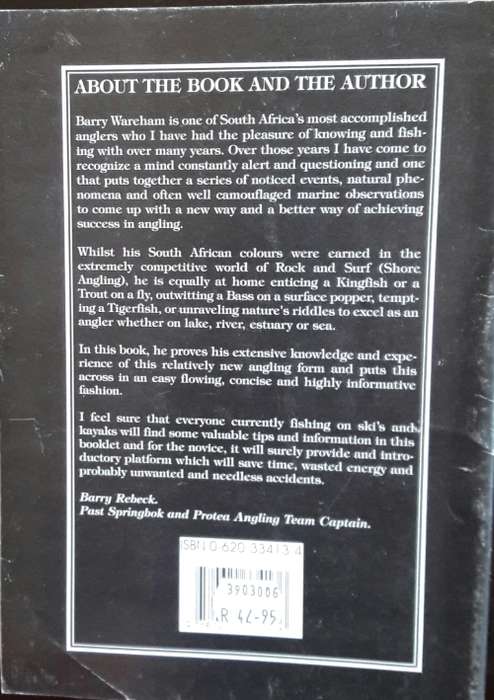 ABOUT THE BOOK AND THE AUTHOR
Barry Wareham is one of South Africa's most accomplished
anglers who I have had the pleasure of knowing and fish-
ing with over many years. Over those years I have come to
recognize a mind constantly alert and questioning and one
that puts together a series of noticed events, natural phe-
nomena and often well camouflaged marine observations
to come up with a new way and a better way of achieving
success in angling.
Whilst his South African colours were earned in the
extremely competitive world of Rock and Surf (Shore
Angling), he is equally at home enticing a Kingfish or a
Trout on a fly, outwitting a Bass on a surface popper, tempt-
ing a Tigerfish, or unraveling nature's riddles to excel as an
angler whether on lake, river, estuary or sea.
In this book, he proves his extensive knowledge and expe-
rience of this relatively new angling form and puts this
across in an easy flowing, concise and highly informative
fashion.
I feel sure that everyone currently fishing on ski's and
kayaks will find some valuable tips and information in this
booklet and for the novice, it will surely provide and intro-
ductory platform which will save time, wasted energy and
probably unwanted and needless accidents.
Barry Rebeck.
Past Springbok and Protea Angling Team Captain.
ISBN 0 620 33413 4
3903006
R 42-95